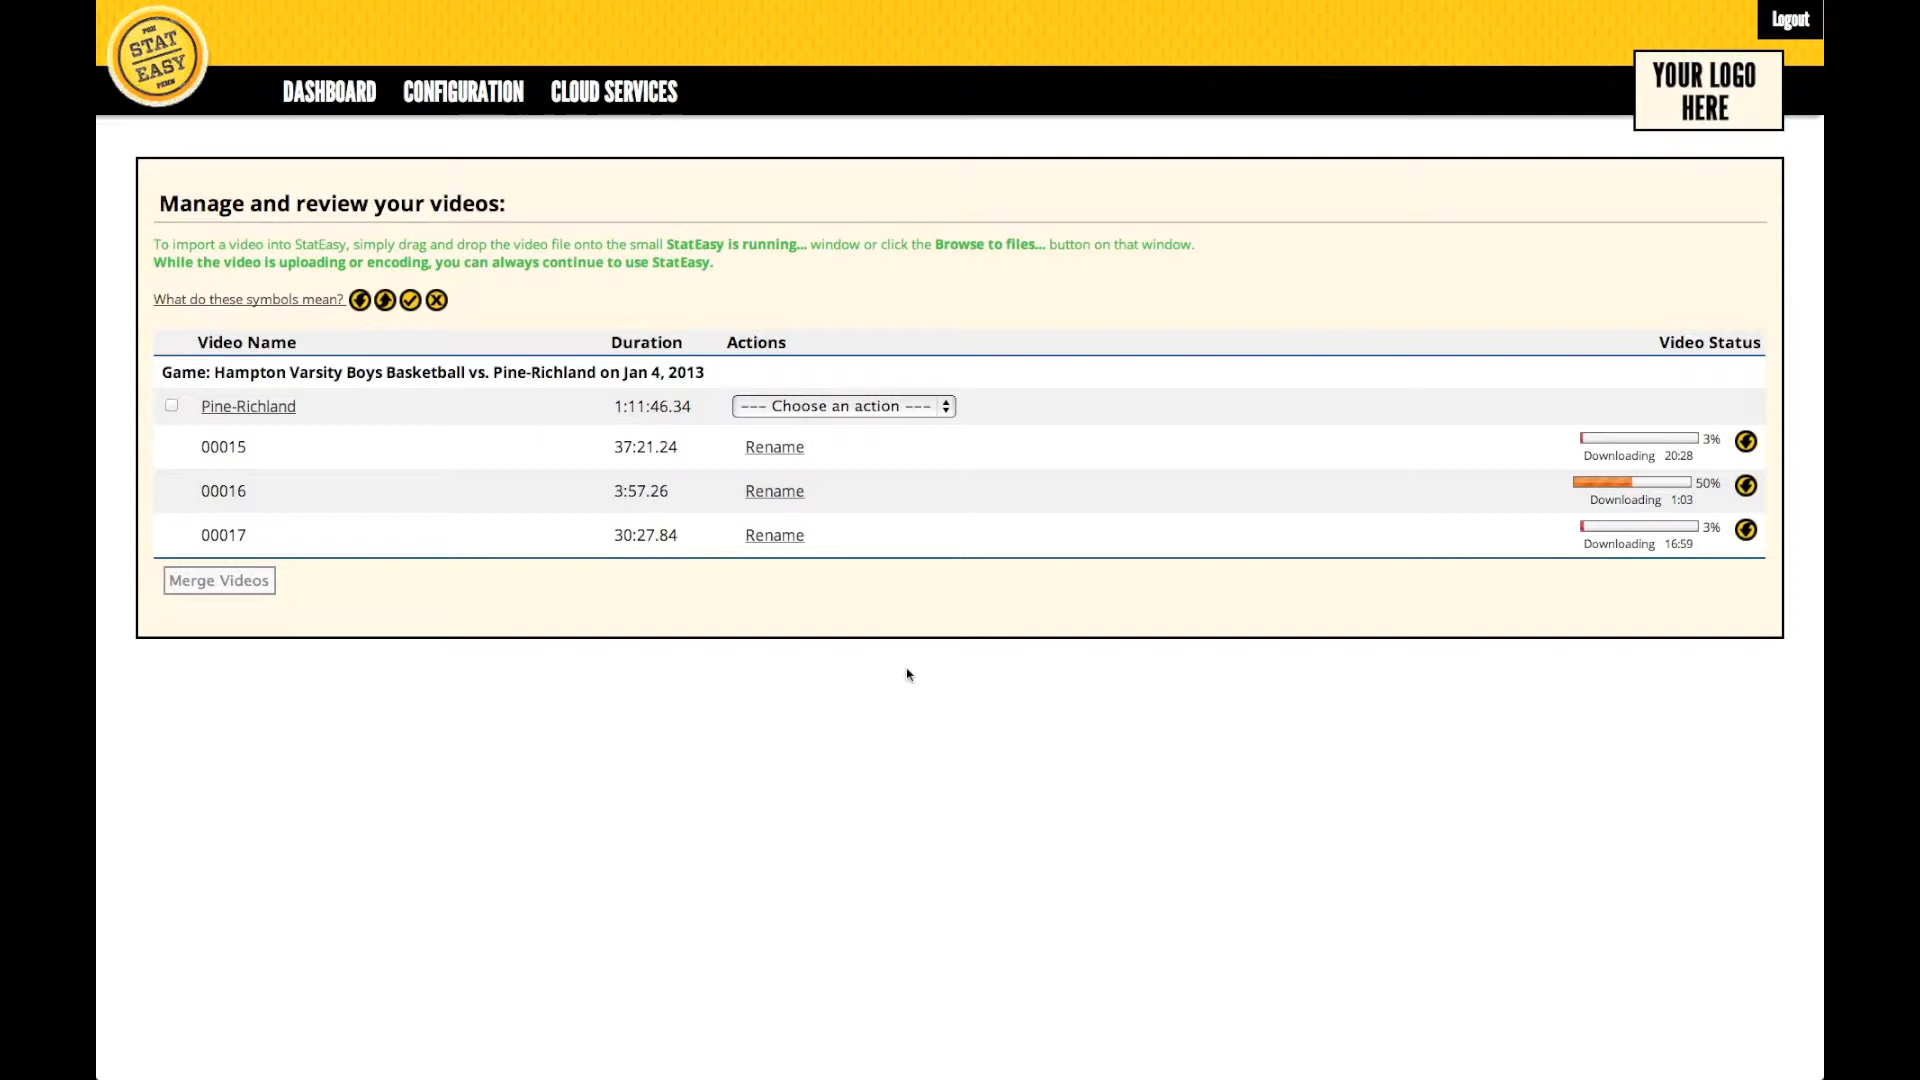 Logout
STAT
EASY
DASHBOARD CONFIGURATION CLOUD SERVICES
YOUR LOGO
HERE
Manage and review your videos:
To import a video into StatEasy, simply drag and drop the video file onto the small StatEasy is running... window or click the Browse to files... button on that window.
While the video is uploading or encoding, you can always continue to use StatEasy.
What do these symbols mean?
Video Name Duration Actions Video Status
Game: Hampton Varsity Boys Basketball vs. Pine-Richland on Jan 4, 2013
Pine-Richland 1:11:46.34 --- Choose an action ---
00015 37:21.24 Rename 3%
Downloading 20:28
00016 3:57.26 Rename 50%
Downloading 1:03
00017 30:27.84 Rename 3%
Downloading 16:59
Merge Videos